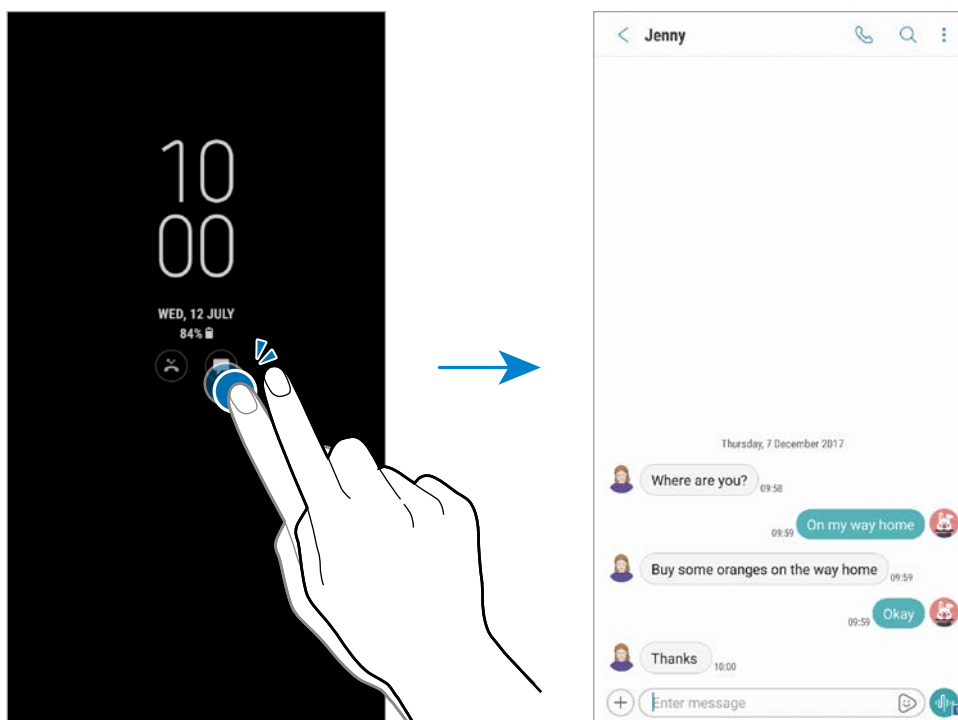 10
00
WED, 12 JULY
84%
Jenny
Thursday, 7 December 2017
Where are you?
09:58
09:59
On my way home
Buy some oranges on the way home
09:59
09:59
Okay
Thanks
10:00
Enter message